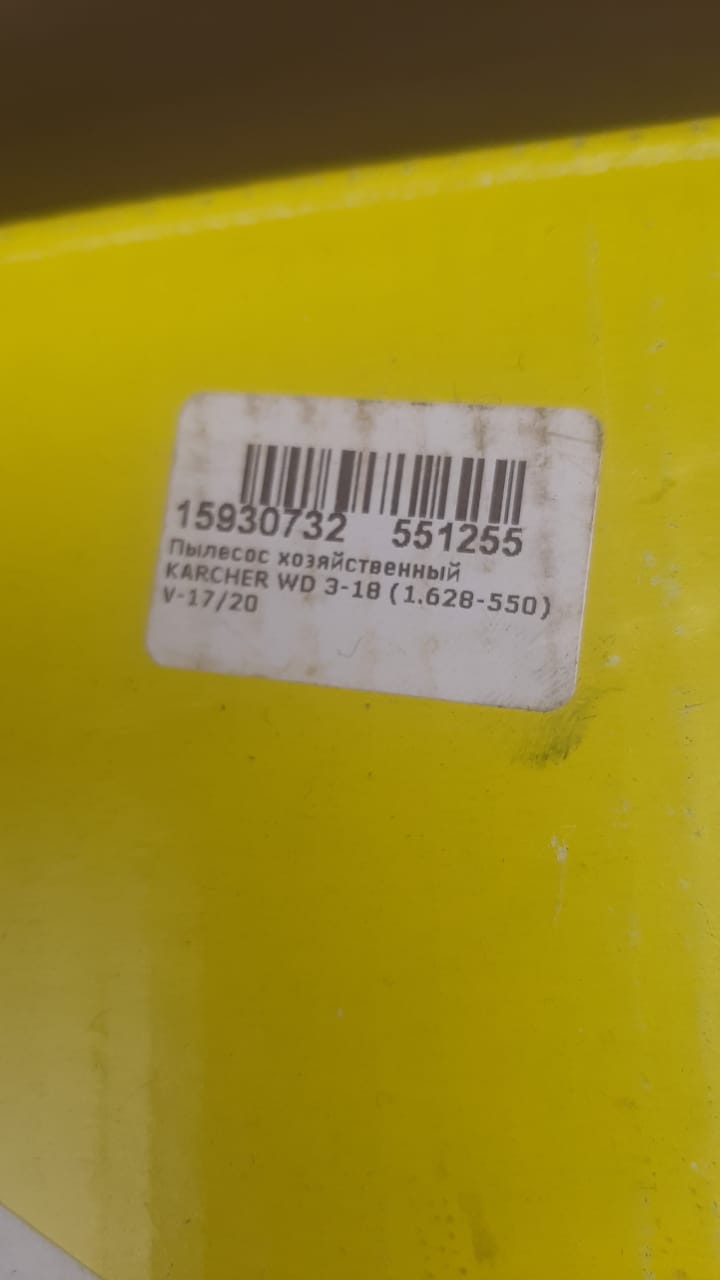 15930732 551255
Пылесос хозяйственный
KARCHER WD 3-18 (1.628-550)
V-17/20